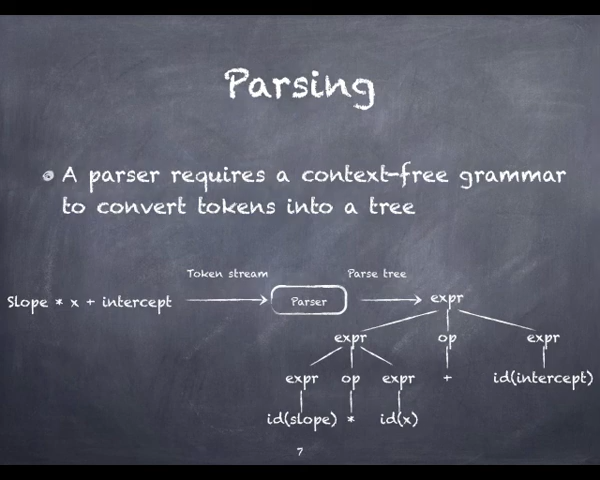 Parsing
A parser requires a context-free grammar
to convert tokens into a tree
Token stream
Parse tree
Slope * x + intercept
Parser
expr
expr
op
expr
expr
op
expr
+
id(intercept)
id(slope)
*
id(x)
7